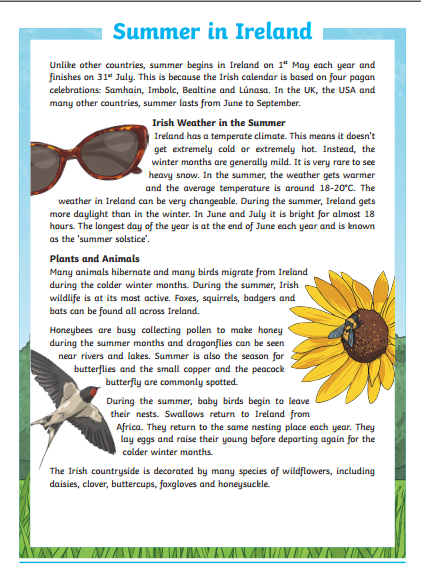 Summer in Ireland
Unlike other countries, summer begins in Ireland on 1st May each year and
finishes on 31st July. This is because the Irish calendar is based on four pagan
celebrations: Samhain, Imbolc, Bealtine and Lúnasa. In the UK, the USA and
many other countries, summer lasts from June to September.
Irish Weather in the Summer
Ireland has a temperate climate. This means it doesn't
get extremely cold or extremely hot. Instead, the
winter months are generally mild. It is very rare to see
heavy snow. In the summer, the weather gets warmer
and the average temperature is around 18-20°C. The
weather in Ireland can be very changeable. During the summer, Ireland gets
more daylight than in the winter. In June and July it is bright for almost 18
hours. The longest day of the year is at the end of June each year and is known
as the 'summer solstice'.
Plants and Animals
Many animals hibernate and many birds migrate from Ireland
during the colder winter months. During the summer, Irish
wildlife is at its most active. Foxes, squirrels, badgers and
bats can be found all across Ireland.
Honeybees are busy collecting pollen to make honey
during the summer months and dragonflies can be seen
near rivers and lakes. Summer is also the season for
butterflies and the small copper and the peacock
butterfly are commonly spotted.
During the summer, baby birds begin to leave
their nests. Swallows return to Ireland from
Africa. They return to the same nesting place each year. They
lay eggs and raise their young before departing again for the
colder winter months.
The Irish countryside is decorated by many species of wildflowers, including
daisies, clover, buttercups, foxgloves and honeysuckle.